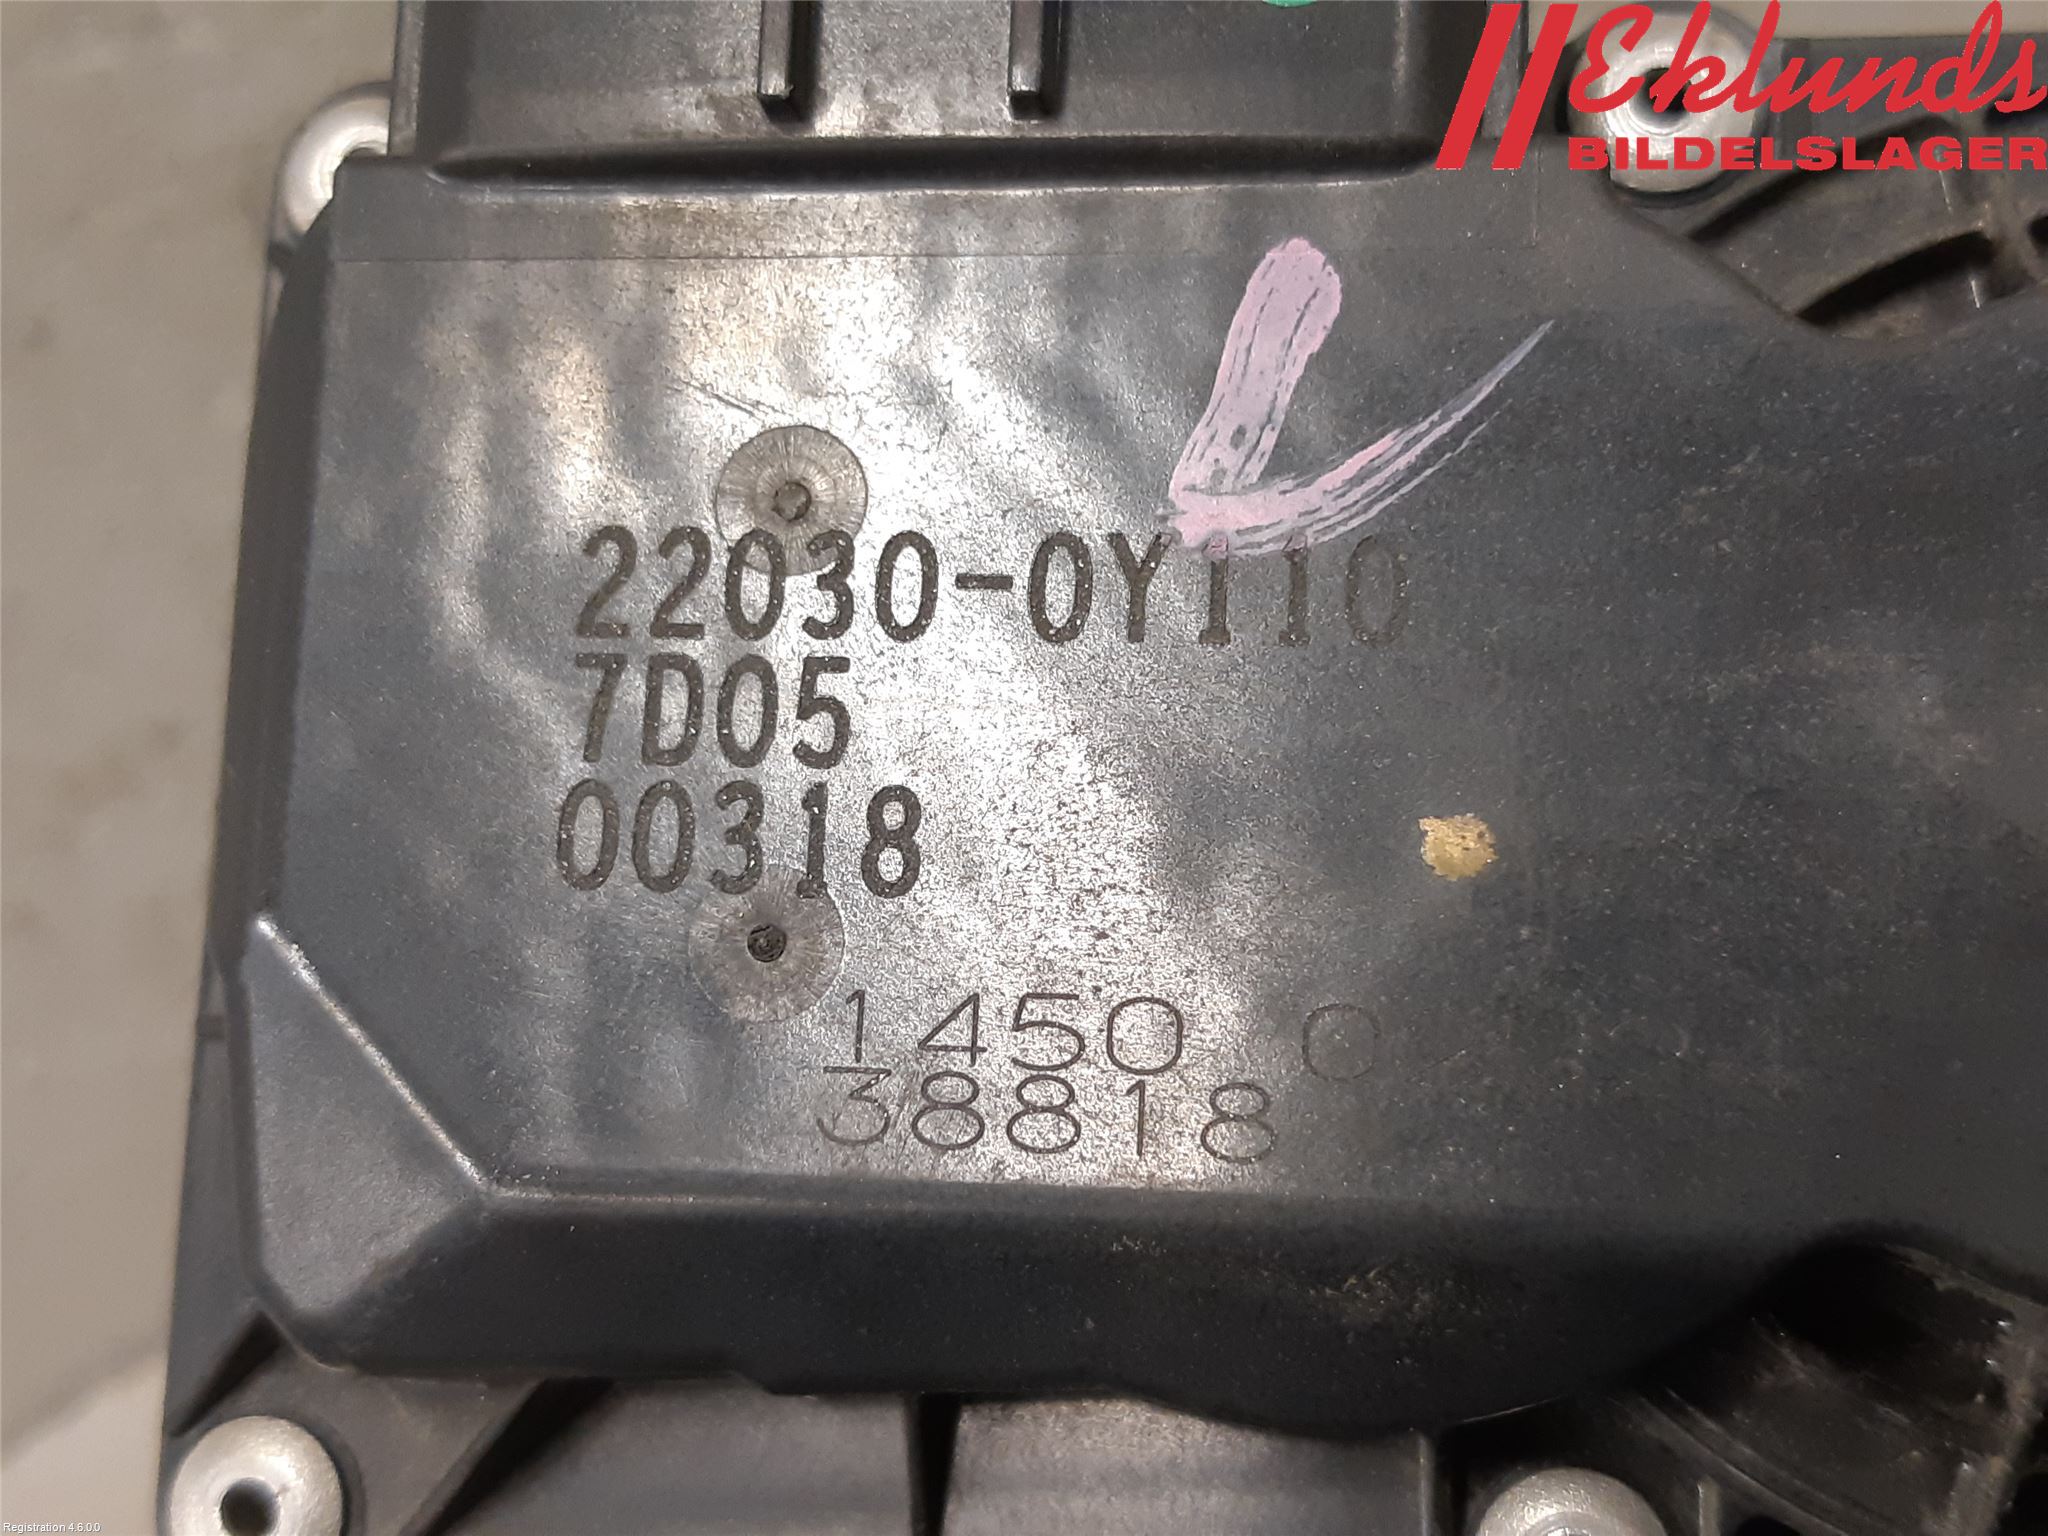 Eklunds
BILDELSLAGER
22030-0Y110
7D05
00318
1450 C
38818
Registration 4.6.0.0